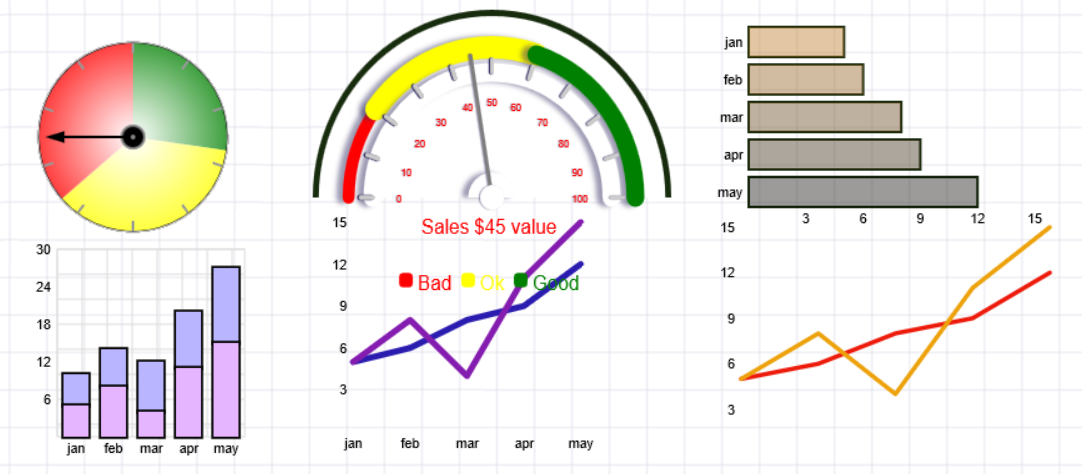 0
10
20
30
40
50
60
70
80
90
100
Sales $45 value
Bad Ok Good
jan
feb
mar
apr
may
3 6 9 12 15
30
24
18
12
6
jan feb mar apr may
15
12
9
6
3
jan feb mar apr may
15
12
9
6
3